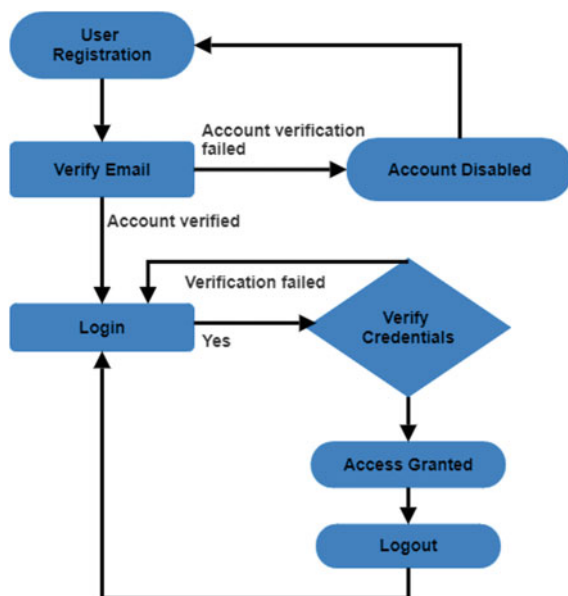 User
Registration
Account verification
failed
Verify Email
Account Disabled
Account verified
Verification failed
Login
Yes
Verify
Credentials
Access Granted
Logout